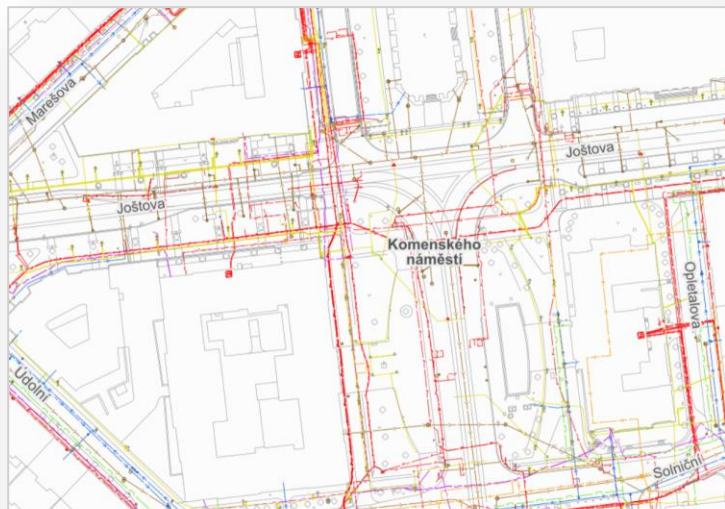 Marešova
Joštova
Joštova
Komenského
náměstí
Opletalova
Údolní
Solniční